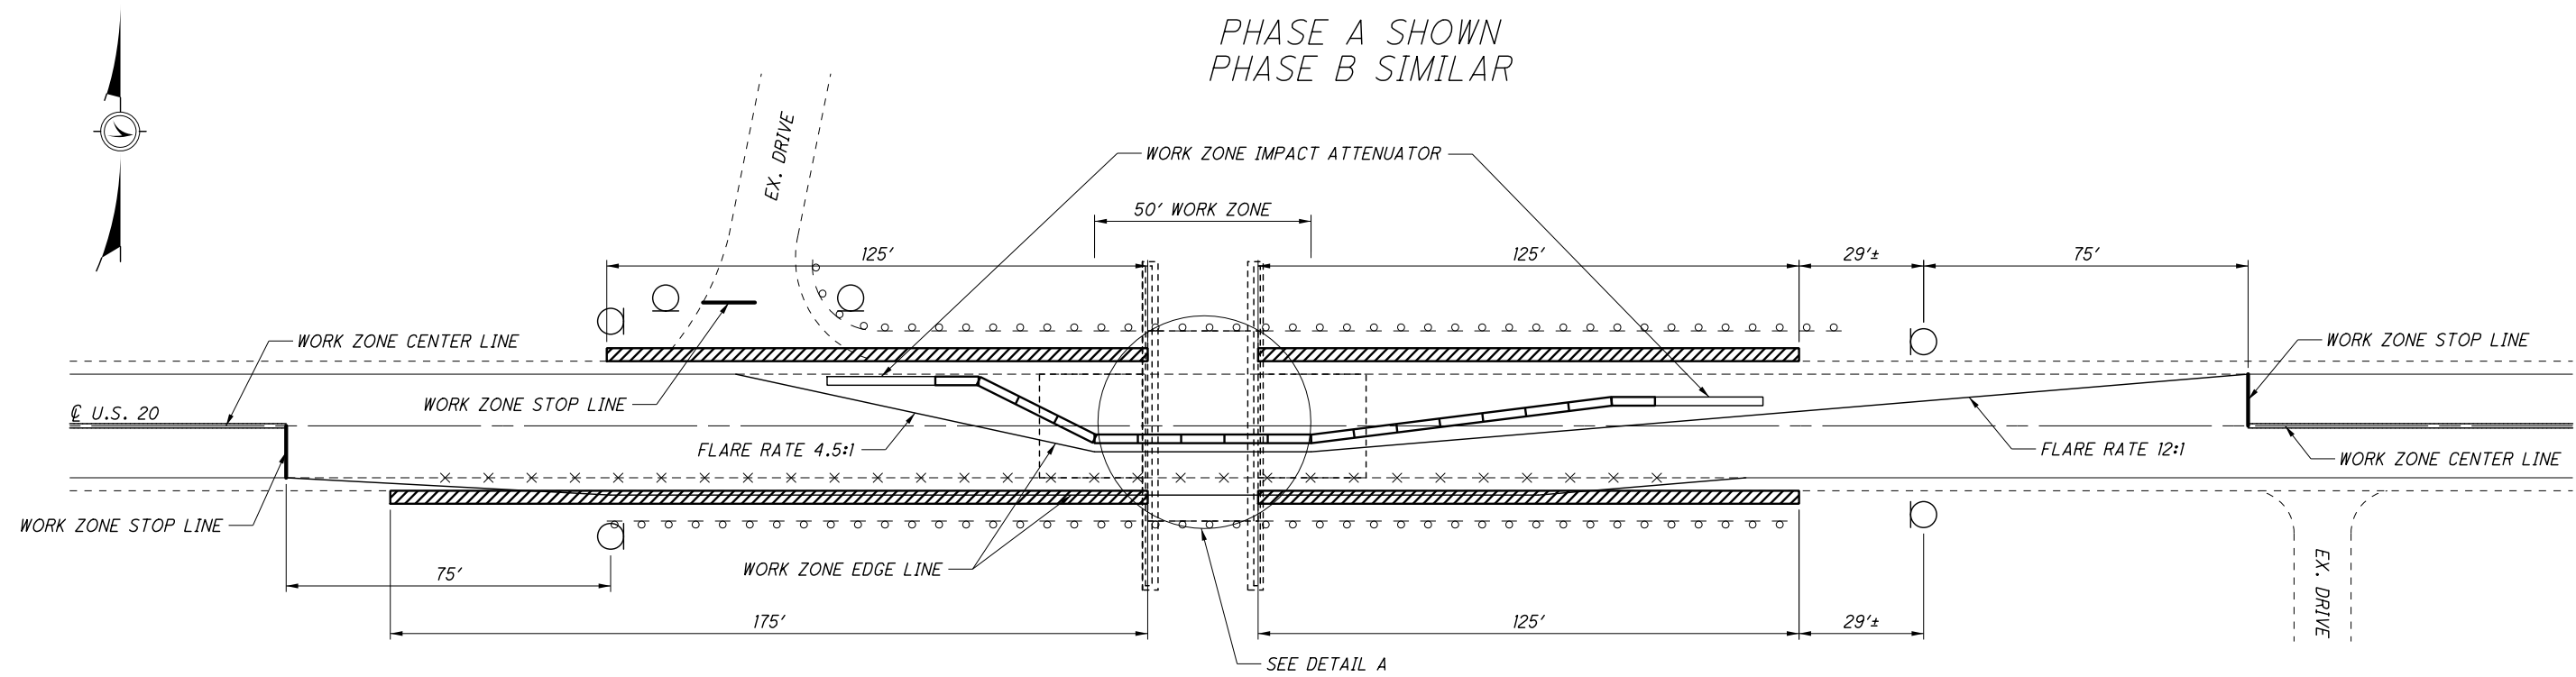 PHASE A SHOWN
PHASE B SIMILAR
EX. DRIVE
WORK ZONE IMPACT ATTENUATOR
50' WORK ZONE
125'
125'
29'±
75'
WORK ZONE CENTER LINE
WORK ZONE STOP LINE
WORK ZONE STOP LINE
℄ U.S. 20
FLARE RATE 4.5:1
FLARE RATE 12:1
WORK ZONE CENTER LINE
WORK ZONE STOP LINE
WORK ZONE EDGE LINE
75'
EX. DRIVE
175'
125'
29'±
SEE DETAIL A